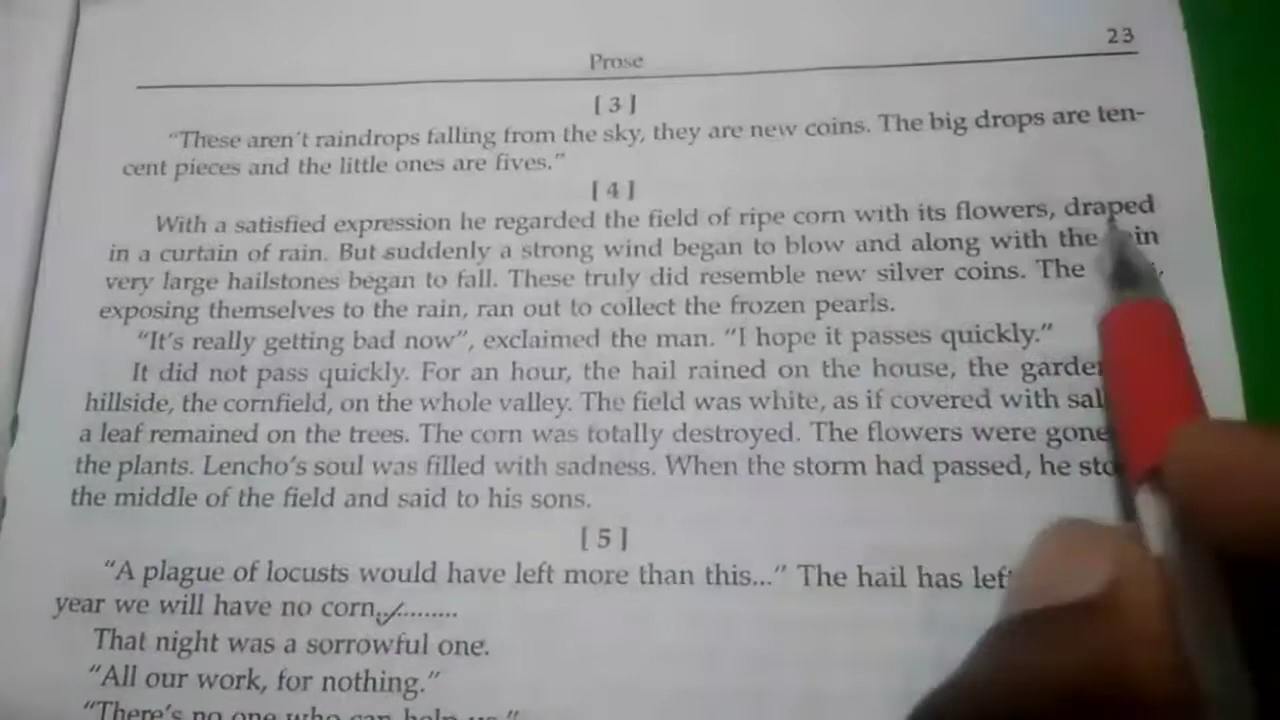 23
Prose
[ 3 ]
"These aren't raindrops falling from the sky, they are new coins. The big drops are ten-
cent pieces and the little ones are fives."
[ 4 ]
With a satisfied expression he regarded the field of ripe corn with its flowers, draped
in a curtain of rain. But suddenly a strong wind began to blow and along with the
very large hailstones began to fall. These truly did resemble new silver coins. The
exposing themselves to the rain, ran out to collect the frozen pearls.
"It's really getting bad now", exclaimed the man. "I hope it passes quickly."
It did not pass quickly. For an hour, the hail rained on the house, the
hillside, the cornfield, on the whole valley. The field was white, as if covered with
a leaf remained on the trees. The corn was totally destroyed. The flowers were gone
the plants. Lencho's soul was filled with sadness. When the storm had passed, he
the middle of the field and said to his sons.
[ 5 ]
"A plague of locusts would have left more than this..." The hail has
year we will have no corn...........
That night was a sorrowful one.
"All our work, for nothing."
"There's no one who can help us."